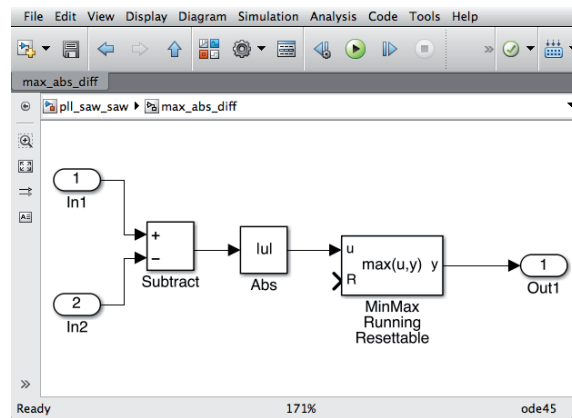 File Edit View Display Diagram Simulation Analysis Code Tools Help
»
max_abs_diff
pll_saw_saw max_abs_diff
1
In1
+
−
Subtract
|u|
Abs
u
max(u,y) y
R
MinMax
Running
Resettable
1
Out1
2
In2
A
»
Ready 171% ode45